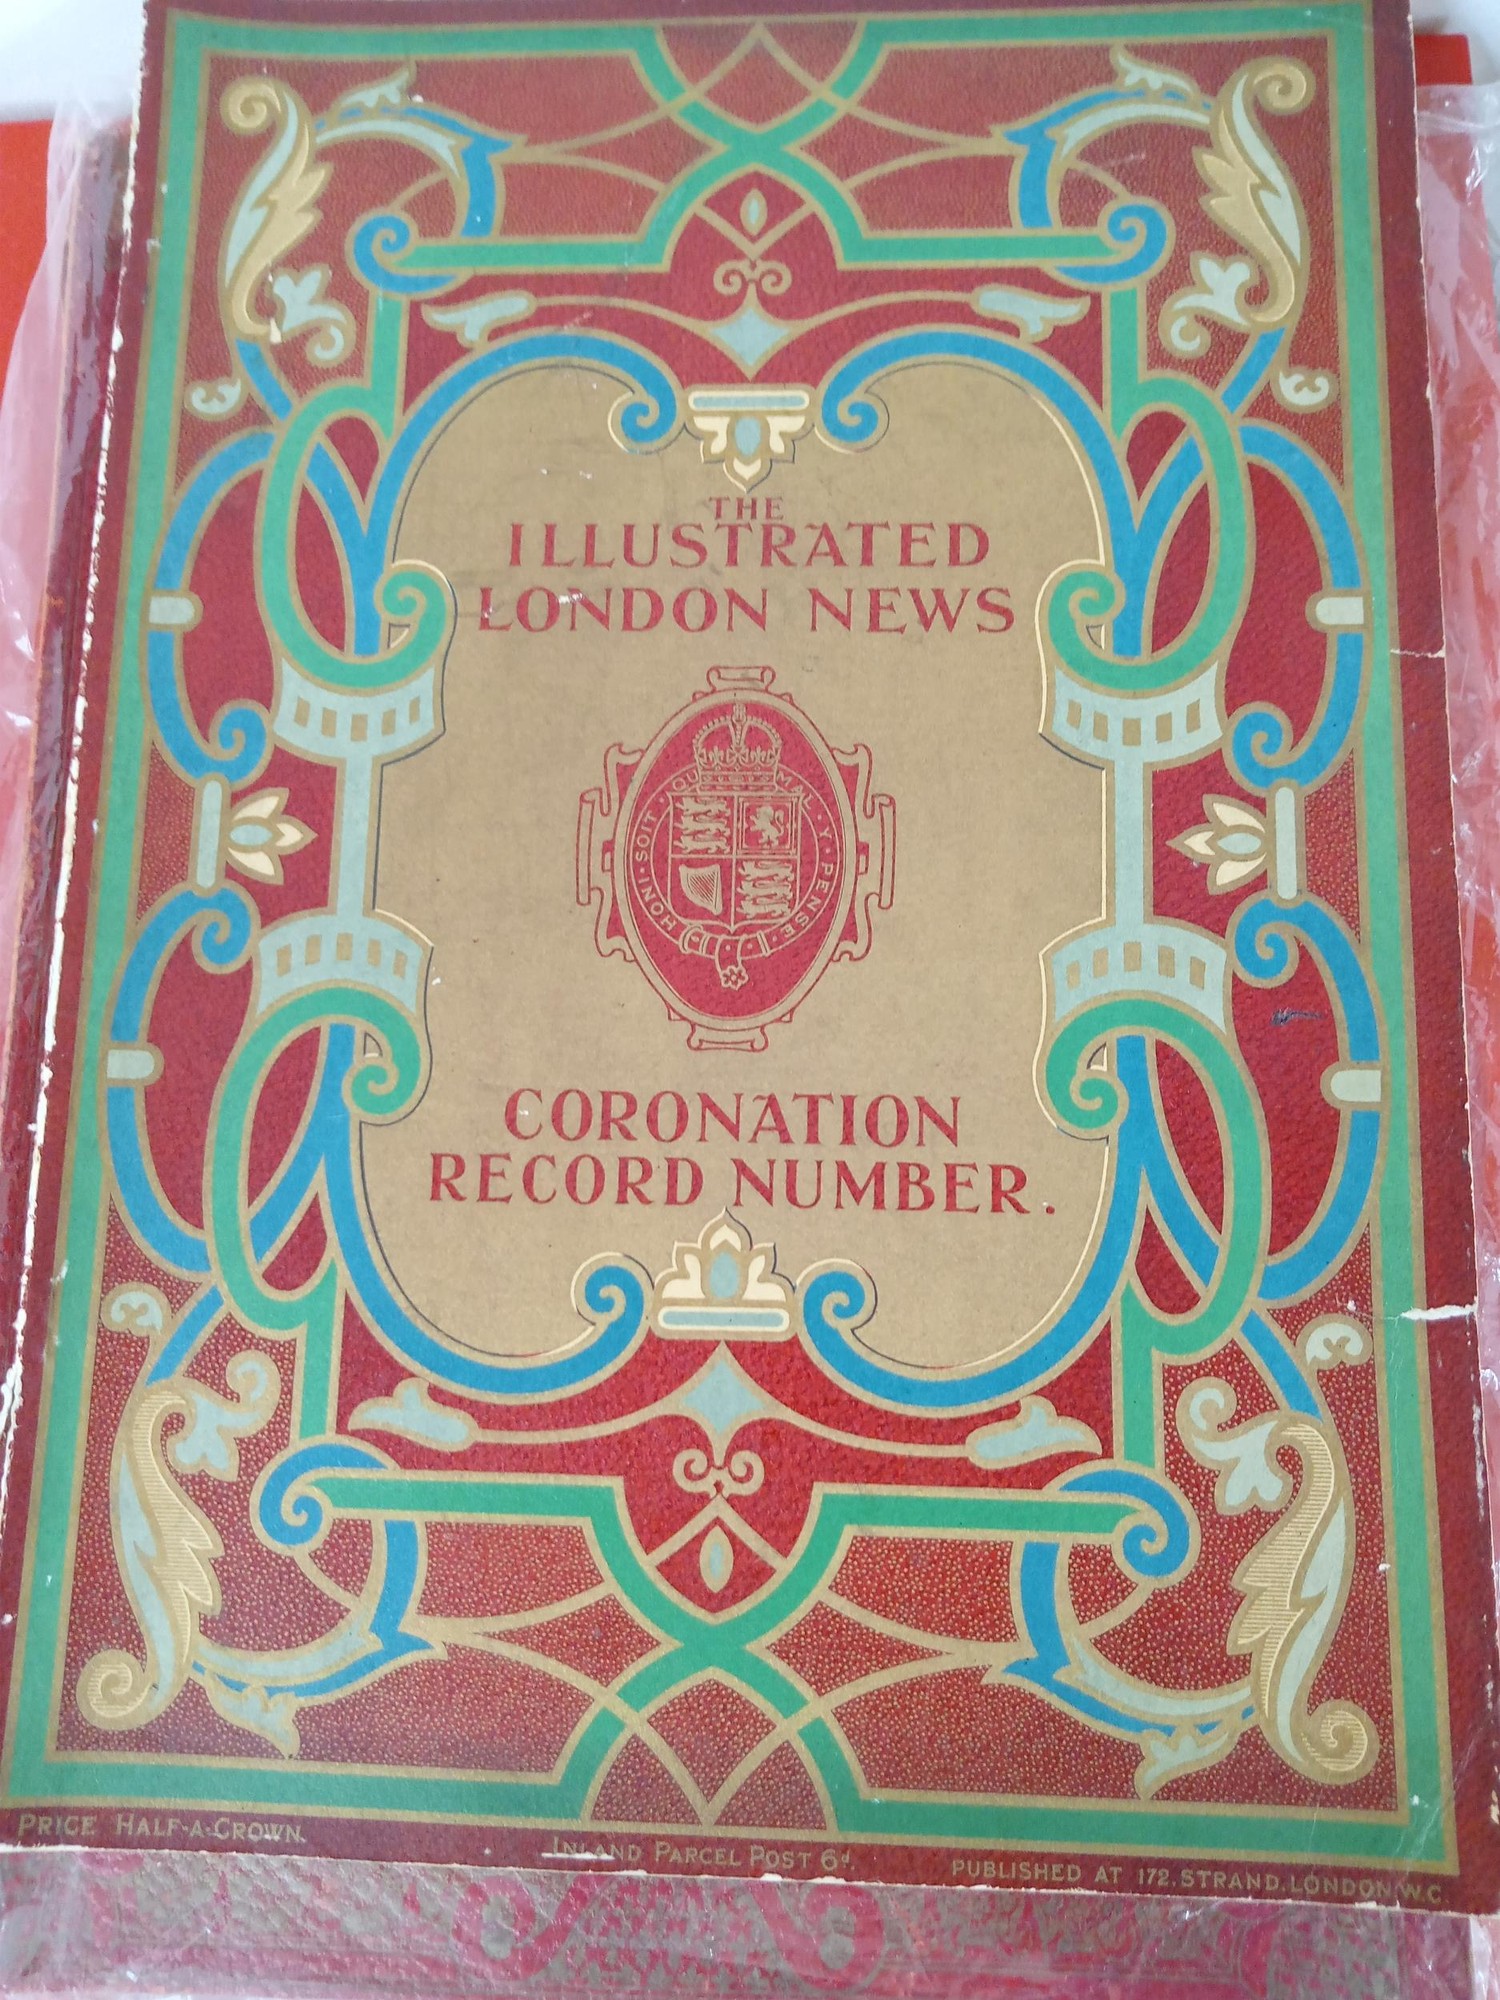 THE
ILLUSTRATED
LONDON NEWS
HONI · SOIT · QUI MAL · Y · PENSE ·
CORONATION
RECORD NUMBER.
PRICE HALF-A-CROWN.
INLAND PARCEL POST 6d.
PUBLISHED AT 172, STRAND, LONDON W.C.